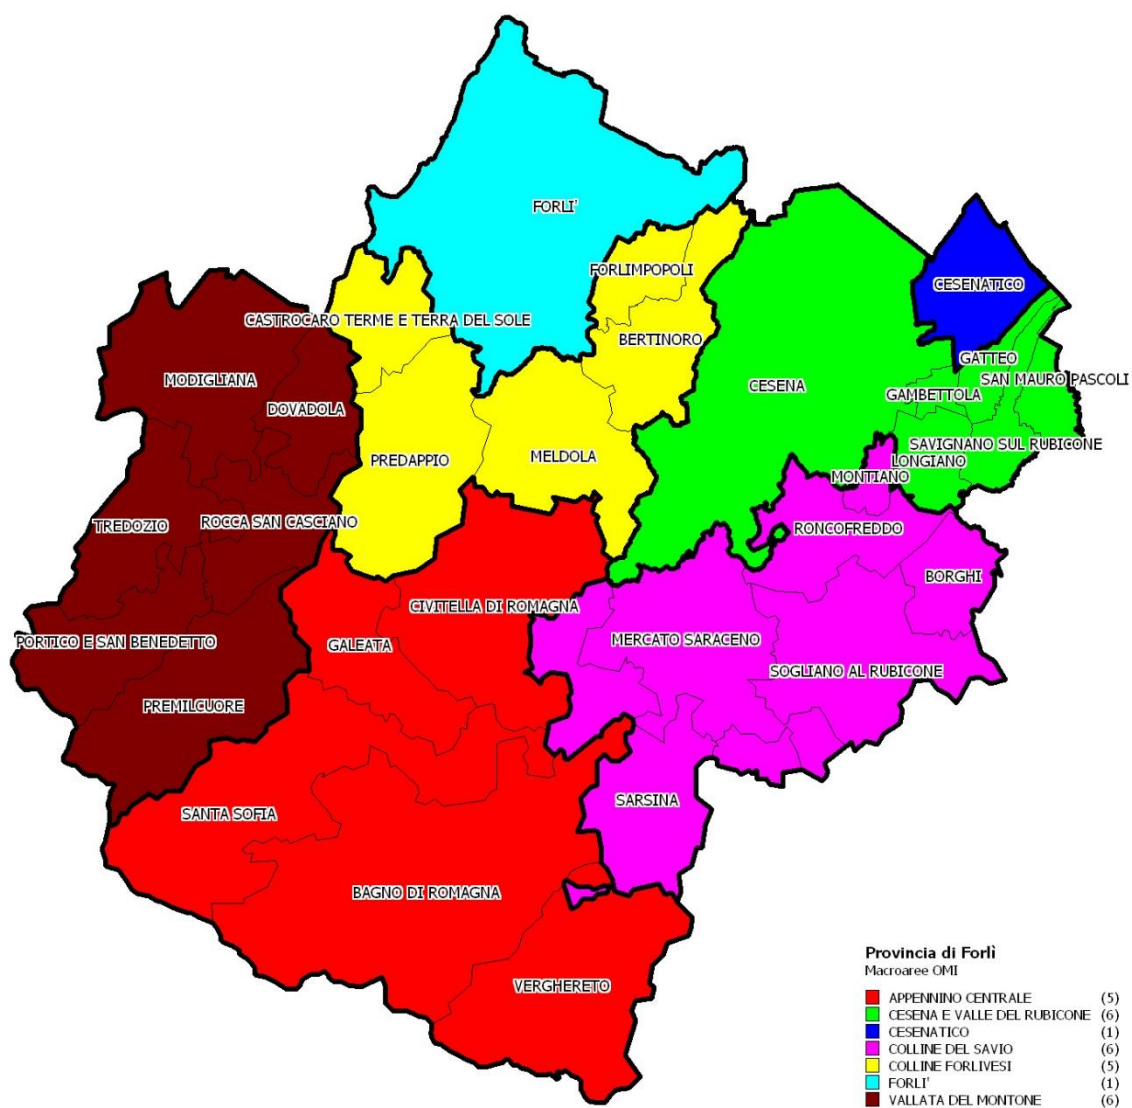 FORLI'
FORLIMPOPOLI
CESENATICO
CASTROCARO TERME E TERRA DEL SOLE
BERTINORO
GATTEO
MODIGLIANA
CESENA
SAN MAURO PASCOLI
GAMBETTOLA
DOVADOLA
SAVIGNANO SUL RUBICONE
PREDAPPIO
MELDOLA
LONGIANO
MONTIANO
TREDOZIO
ROCCA SAN CASCIANO
RONCOFREDDO
BORGHI
CIVITELLA DI ROMAGNA
PORTICO E SAN BENEDETTO
GALEATA
MERCATO SARACENO
SOGLIANO AL RUBICONE
PREMILCUORE
SARSINA
SANTA SOFIA
BAGNO DI ROMAGNA
VERGHERETO
Provincia di Forlì
Macroaree OMI
APPENNINO CENTRALE (5)
CESENA E VALLE DEL RUBICONE (6)
CESENATICO (1)
COLLINE DEL SAVIO (6)
COLLINE FORLIVESI (5)
FORLI' (1)
VALLATA DEL MONTONE (6)